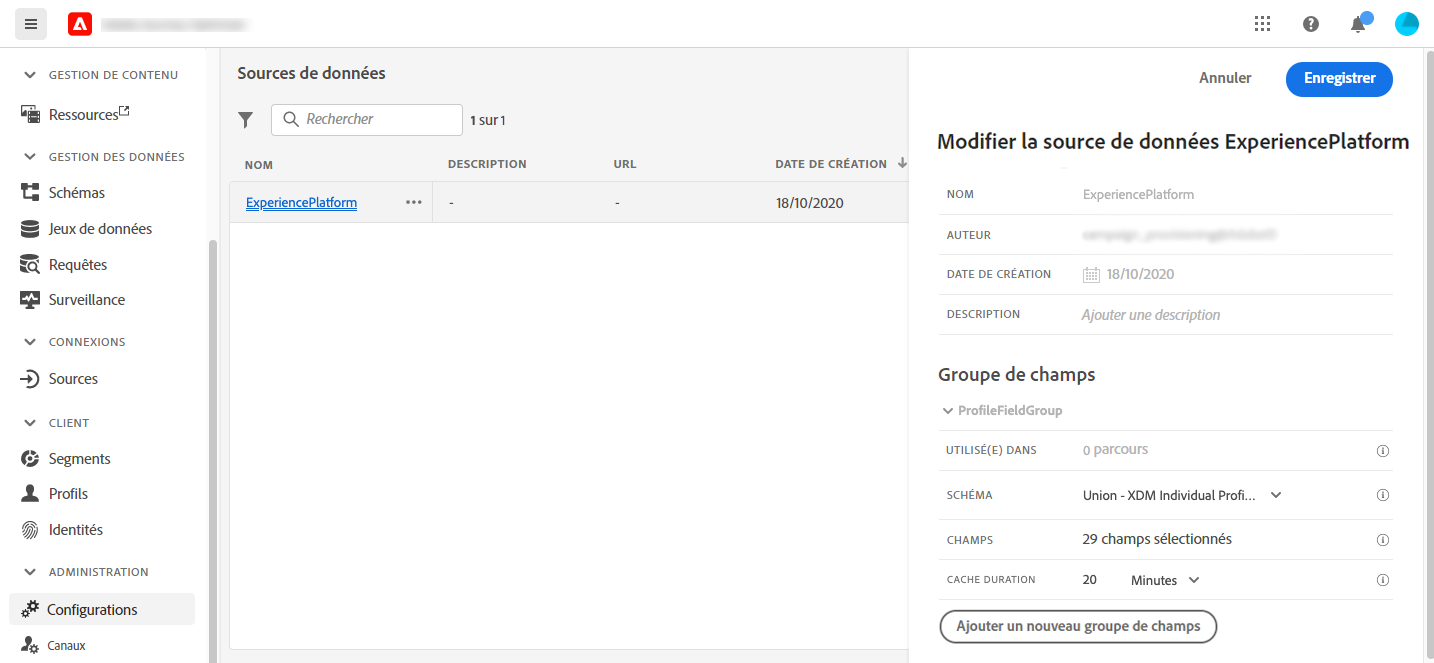 GESTION DE CONTENU
Ressources
GESTION DES DONNÉES
Schémas
Jeux de données
Requêtes
Surveillance
CONNEXIONS
Sources
CLIENT
Segments
Profils
Identités
ADMINISTRATION
Configurations
Canaux
Sources de données
Rechercher
1 sur 1
NOM DESCRIPTION URL DATE DE CRÉATION
ExperiencePlatform - - 18/10/2020
Annuler Enregistrer
Modifier la source de données ExperiencePlatform
NOM ExperiencePlatform
AUTEUR
DATE DE CRÉATION 18/10/2020
DESCRIPTION Ajouter une description
Groupe de champs
ProfileFieldGroup
UTILISÉ(E) DANS 0 parcours
SCHÉMA Union - XDM Individual Profi...
CHAMPS 29 champs sélectionnés
CACHE DURATION 20 Minutes
Ajouter un nouveau groupe de champs